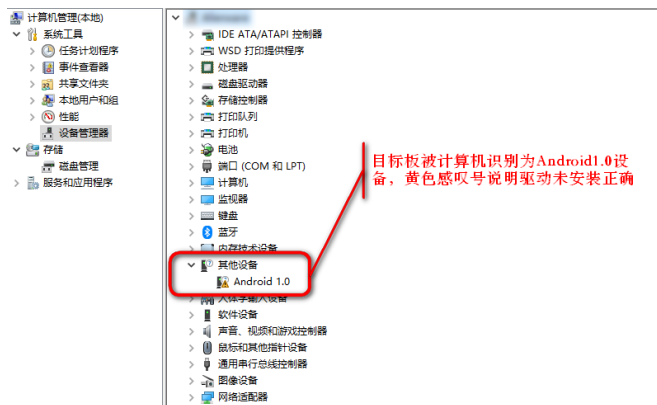 计算机管理(本地)
系统工具
任务计划程序
事件查看器
共享文件夹
本地用户和组
性能
设备管理器
存储
磁盘管理
服务和应用程序
IDE ATA/ATAPI 控制器
WSD 打印提供程序
处理器
磁盘驱动器
存储控制器
打印队列
打印机
电池
端口 (COM 和 LPT)
计算机
监视器
键盘
蓝牙
内存技术设备
其他设备
Android 1.0
人体学输入设备
软件设备
声音、视频和游戏控制器
鼠标和其他指针设备
通用串行总线控制器
图像设备
网络适配器
目标板被计算机识别为Android1.0设
备，黄色感叹号说明驱动未安装正确